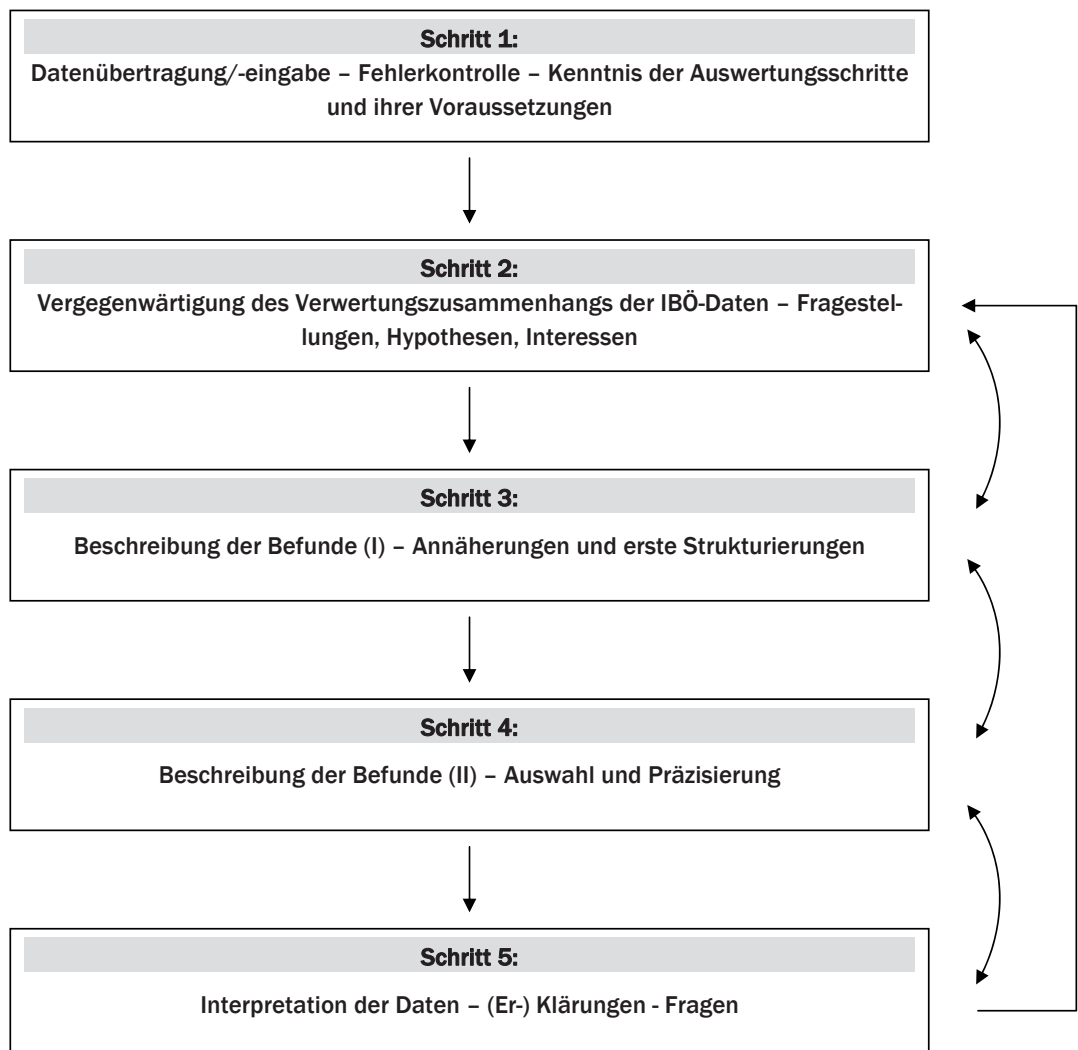 Schritt 1:
Datenübertragung/-eingabe – Fehlerkontrolle – Kenntnis der Auswertungsschritte
und ihrer Voraussetzungen
Schritt 2:
Vergegenwärtigung des Verwertungszusammenhangs der IBÖ-Daten – Fragestel-
lungen, Hypothesen, Interessen
Schritt 3:
Beschreibung der Befunde (I) – Annäherungen und erste Strukturierungen
Schritt 4:
Beschreibung der Befunde (II) – Auswahl und Präzisierung
Schritt 5:
Interpretation der Daten – (Er-) Klärungen - Fragen